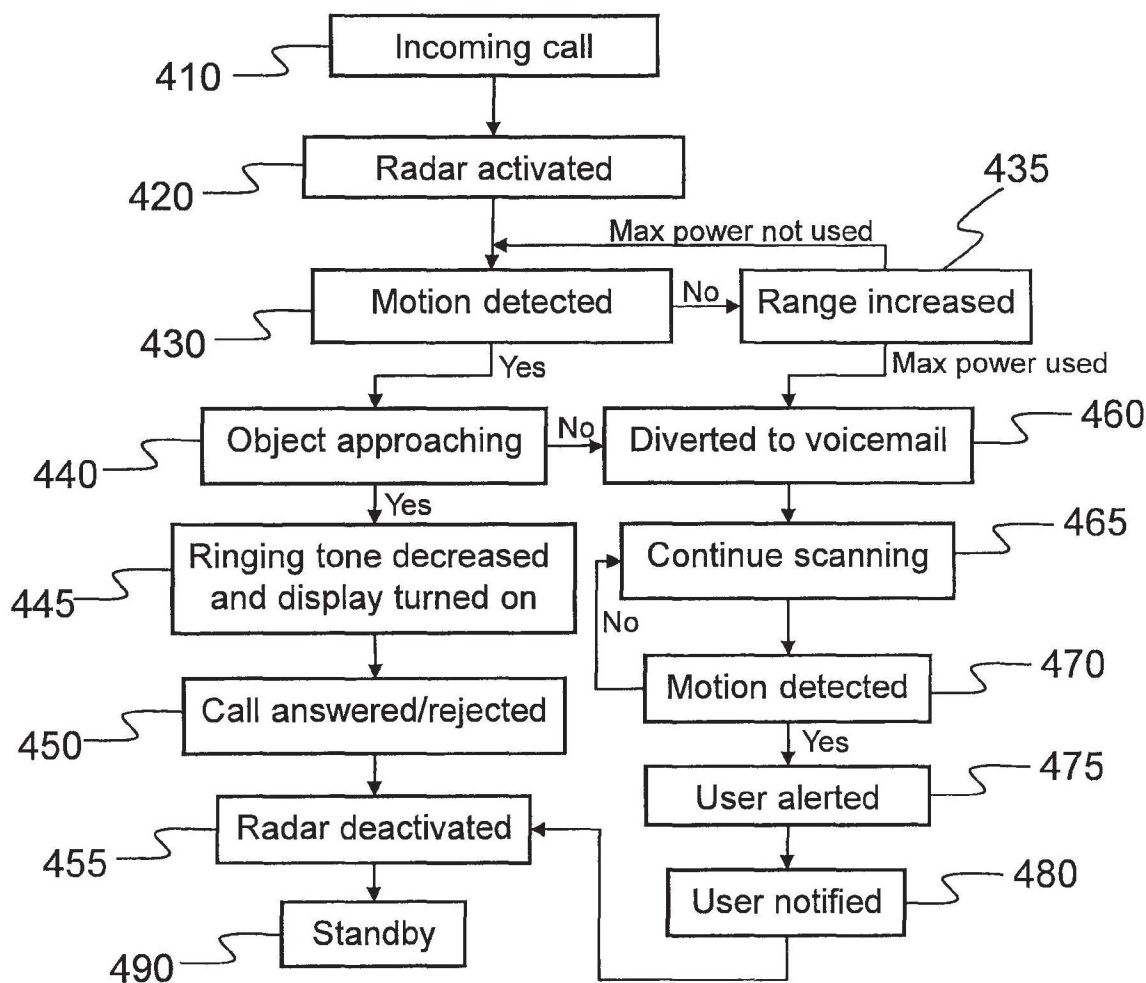 Incoming call
410
Radar activated
420
435
Max power not used
Motion detected
No
Range increased
430
Yes
Max power used
Object approaching
No
Diverted to voicemail
460
440
Yes
Ringing tone decreased
and display turned on
445
Continue scanning
465
No
Motion detected
470
Call answered/rejected
450
Yes
User alerted
475
Radar deactivated
455
User notified
480
Standby
490